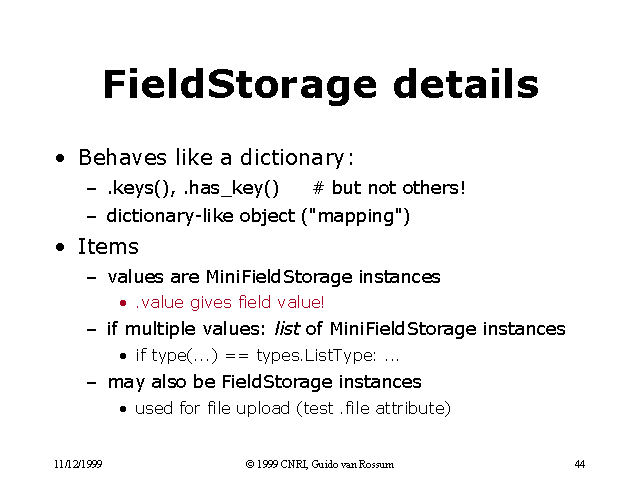 FieldStorage details
• Behaves like a dictionary:
– .keys(), .has_key() # but not others!
– dictionary-like object ("mapping")
• Items
– values are MiniFieldStorage instances
• .value gives field value!
– if multiple values: list of MiniFieldStorage instances
• if type(...) == types.ListType: ...
– may also be FieldStorage instances
• used for file upload (test .file attribute)
11/12/1999 © 1999 CNRI, Guido van Rossum 44